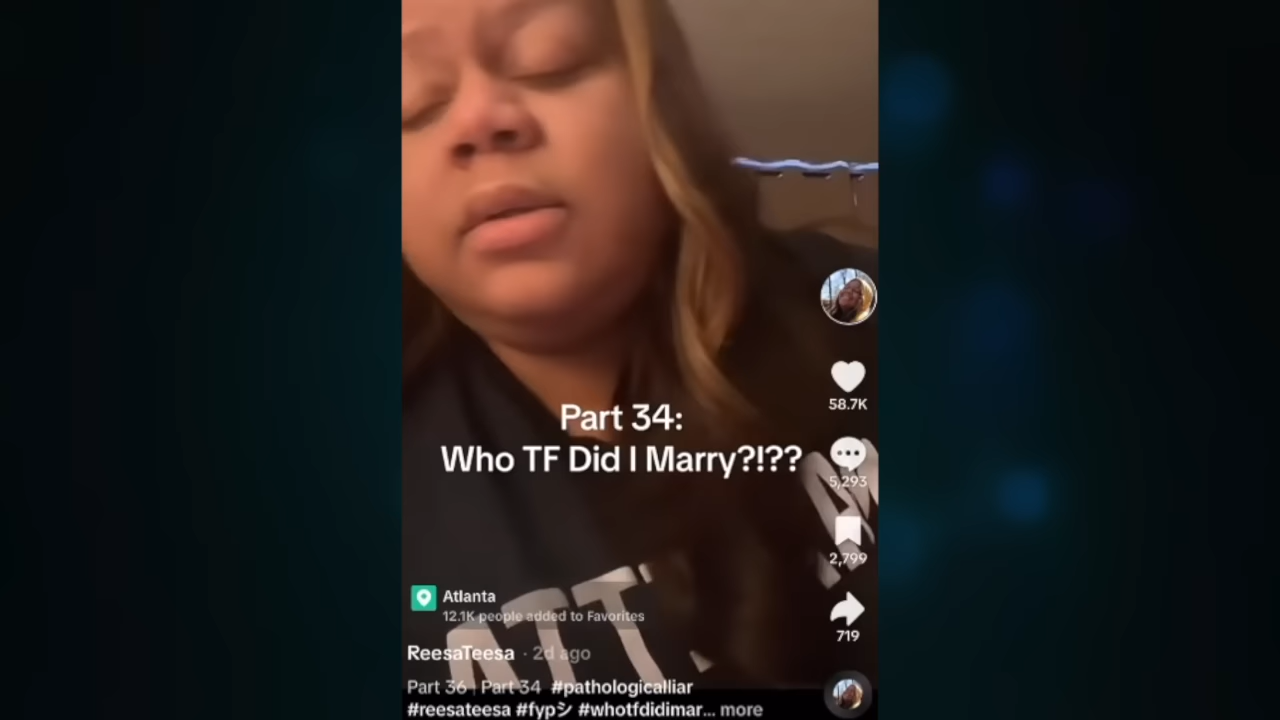 Part 34:
Who TF Did I Marry?!??
58.7K
5,293
2,799
719
Atlanta
12.1K people added to Favorites
ReesaTeesa · 2d ago
Part 36 | Part 34 #pathologicalliar
#reesateesa #fypシ #whotfdidimar... more